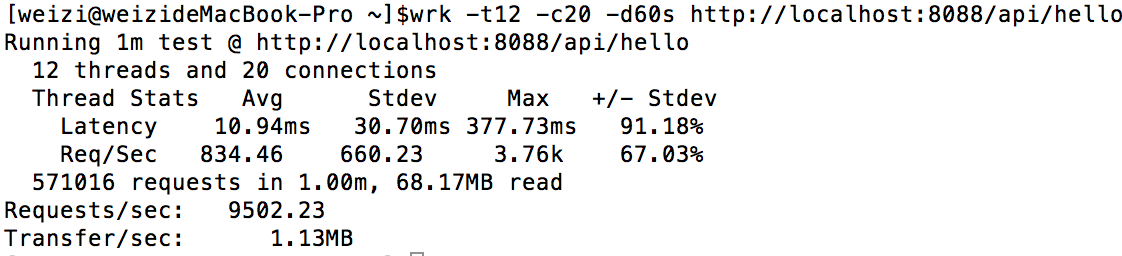 [weizi@weizideMacBook-Pro ~]$wrk -t12 -c20 -d60s http://localhost:8088/api/hello
Running 1m test @ http://localhost:8088/api/hello
  12 threads and 20 connections
  Thread Stats   Avg      Stdev     Max   +/- Stdev
    Latency    10.94ms   30.70ms 377.73ms   91.18%
    Req/Sec   834.46    660.23     3.76k    67.03%
  571016 requests in 1.00m, 68.17MB read
Requests/sec:   9502.23
Transfer/sec:      1.13MB